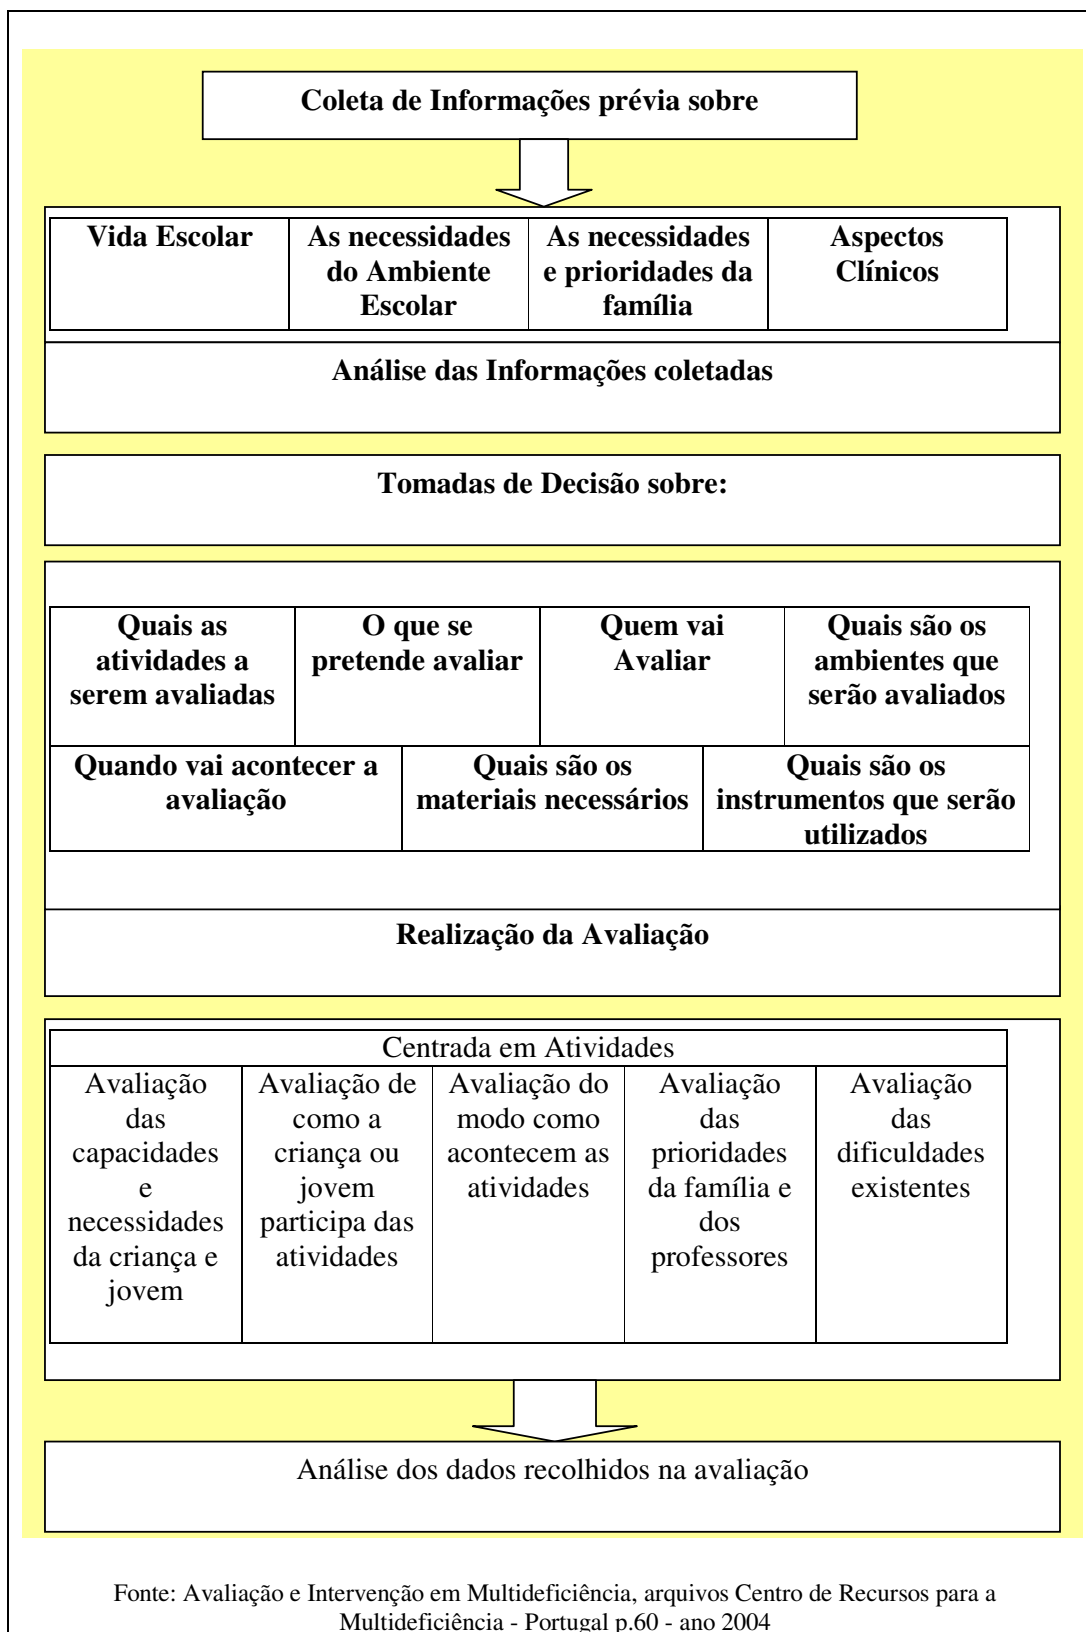 Coleta de Informações prévia sobre
Vida Escolar
As necessidades
do Ambiente
Escolar
As necessidades
e prioridades da
família
Aspectos
Clínicos
Análise das Informações coletadas
Tomadas de Decisão sobre:
Quais as
atividades a
serem avaliadas
O que se
pretende avaliar
Quem vai
Avaliar
Quais são os
ambientes que
serão avaliados
Quando vai acontecer a
avaliação
Quais são os
materiais necessários
Quais são os
instrumentos que serão
utilizados
Realização da Avaliação
Centrada em Atividades
Avaliação
das
capacidades
e
necessidades
da criança e
jovem
Avaliação de
como a
criança ou
jovem
participa das
atividades
Avaliação do
modo como
acontecem as
atividades
Avaliação
das
prioridades
da família e
dos
professores
Avaliação
das
dificuldades
existentes
Análise dos dados recolhidos na avaliação
Fonte: Avaliação e Intervenção em Multideficiência, arquivos Centro de Recursos para a
Multideficiência - Portugal p.60 - ano 2004